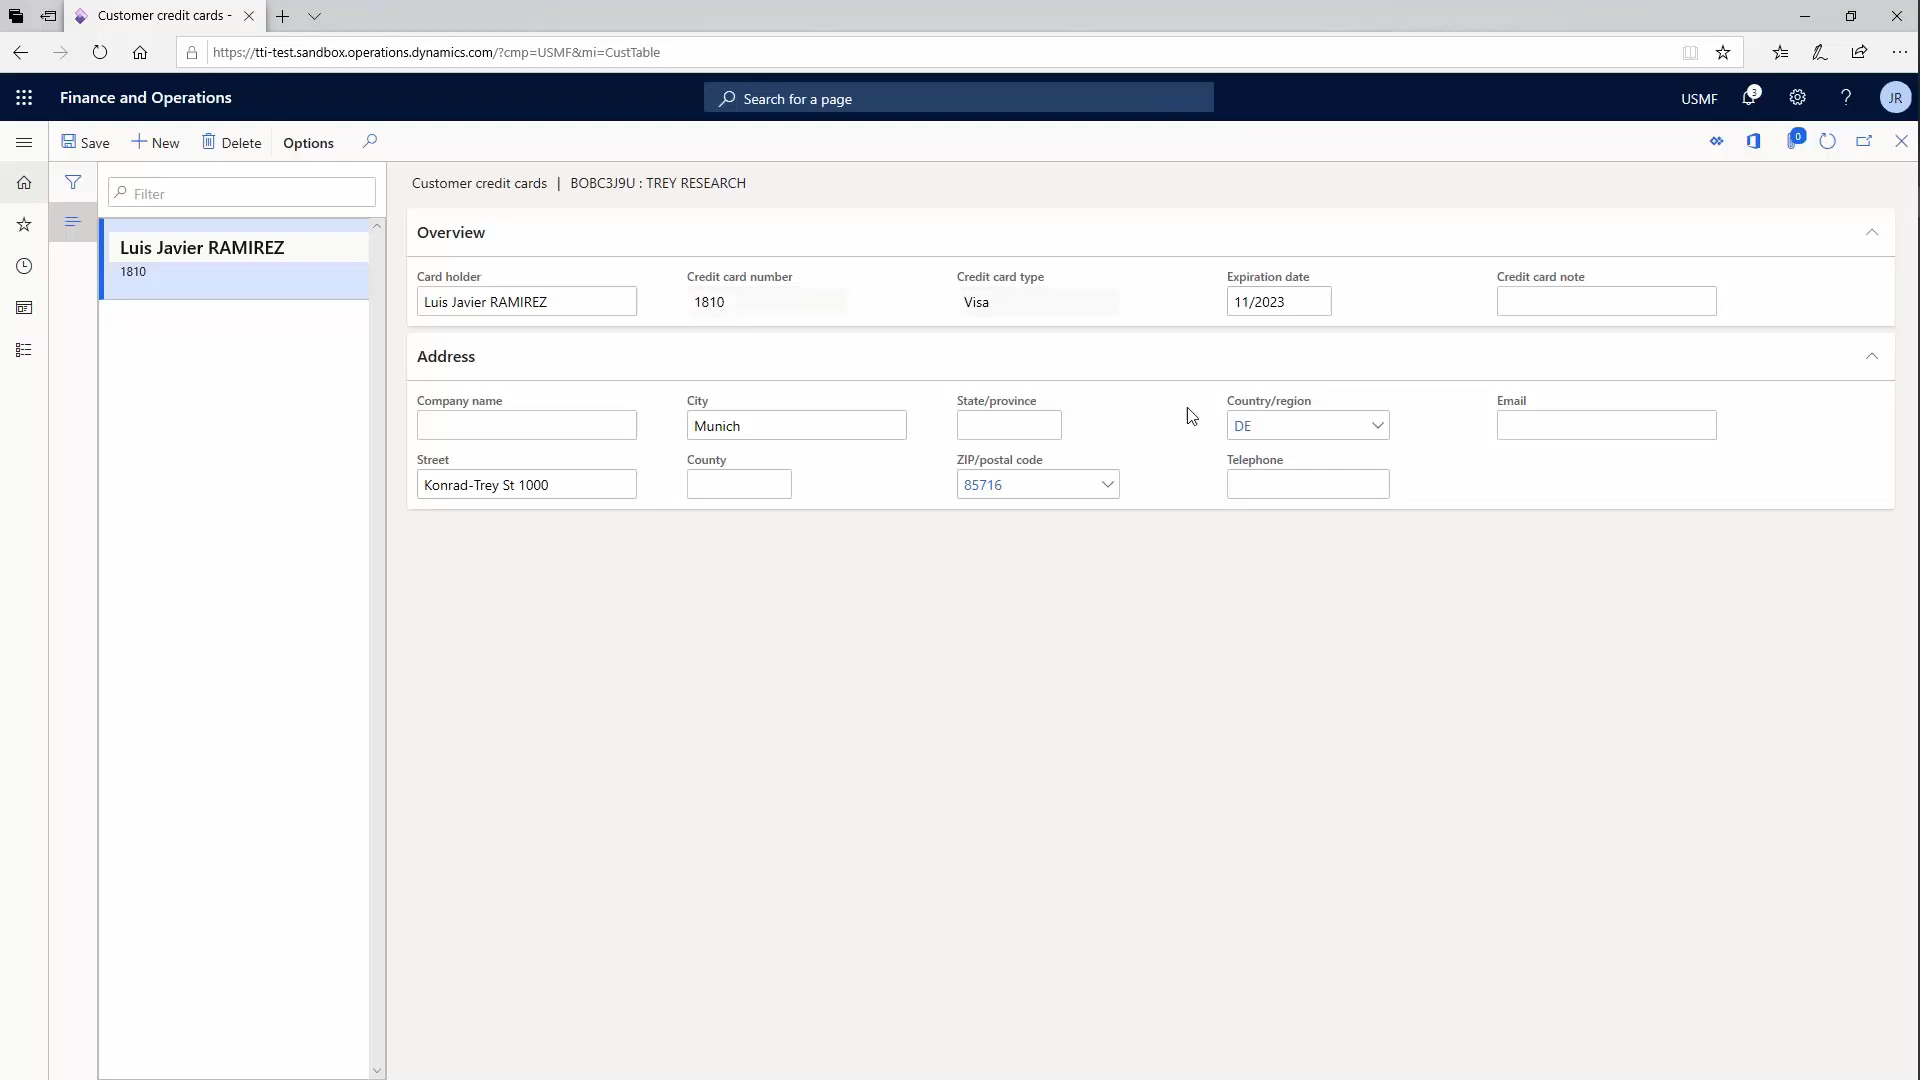 Customer credit cards -
https://tti-test.sandbox.operations.dynamics.com/?cmp=USMF&mi=CustTable
Finance and Operations
Search for a page
USMF
3
JR
Save
New
Delete
Options
0
Filter
Luis Javier RAMIREZ
1810
Customer credit cards | BOBC3J9U : TREY RESEARCH
Overview
Card holder
Credit card number
Credit card type
Expiration date
Credit card note
Luis Javier RAMIREZ
1810
Visa
11/2023
Address
Company name
City
State/province
Country/region
Email
Munich
DE
Street
County
ZIP/postal code
Telephone
Konrad-Trey St 1000
85716